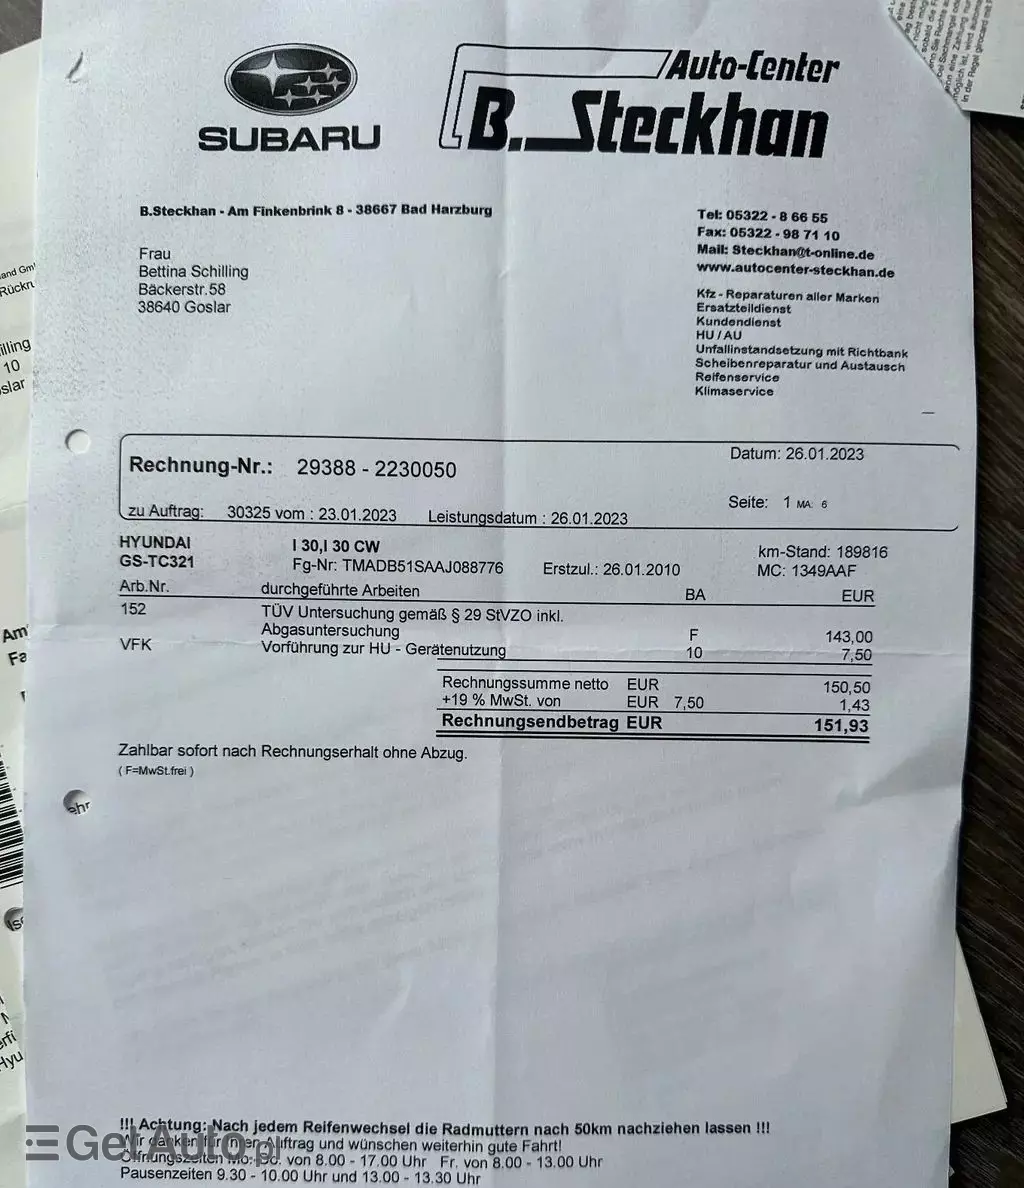 SUBARU
Auto-Center
B. Steckhan
B.Steckhan - Am Finkenbrink 8 - 38667 Bad Harzburg
Tel: 05322 - 8 66 55
Fax: 05322 - 98 71 10
Mail: Steckhan@t-online.de
www.autocenter-steckhan.de
Frau
Bettina Schilling
Bäckerstr.58
38640 Goslar
Kfz - Reparaturen aller Marken
Ersatzteildienst
Kundendienst
HU / AU
Unfallinstandsetzung mit Richtbank
Scheibenreparatur und Austausch
Reifenservice
Klimaservice
Rechnung-Nr.: 29388 - 2230050
Datum: 26.01.2023
zu Auftrag: 30325 vom : 23.01.2023 Leistungsdatum : 26.01.2023
Seite: 1 MA: 6
HYUNDAI I 30,I 30 CW km-Stand: 189816
GS-TC321 Fg-Nr: TMADB51SAAJ088776 Erstzul.: 26.01.2010 MC: 1349AAF
Arb.Nr. durchgeführte Arbeiten BA EUR
152 TÜV Untersuchung gemäß § 29 StVZO inkl.
Abgasuntersuchung F 143,00
VFK Vorführung zur HU - Gerätenutzung 10 7,50
Rechnungssumme netto EUR 150,50
+19 % MwSt. von EUR 7,50 1,43
Rechnungsendbetrag EUR 151,93
Zahlbar sofort nach Rechnungserhalt ohne Abzug.
( F=MwSt.frei )
!!! Achtung: Nach jedem Reifenwechsel die Radmuttern nach 50km nachziehen lassen !!!
Wir danken für Ihren Auftrag und wünschen weiterhin gute Fahrt!
Öffnungszeiten Mo.- Do. von 8.00 - 17.00 Uhr Fr. von 8.00 - 13.00 Uhr
Pausenzeiten 9.30 - 10.00 Uhr und 13.00 - 13.30 Uhr
GetAuto.pl